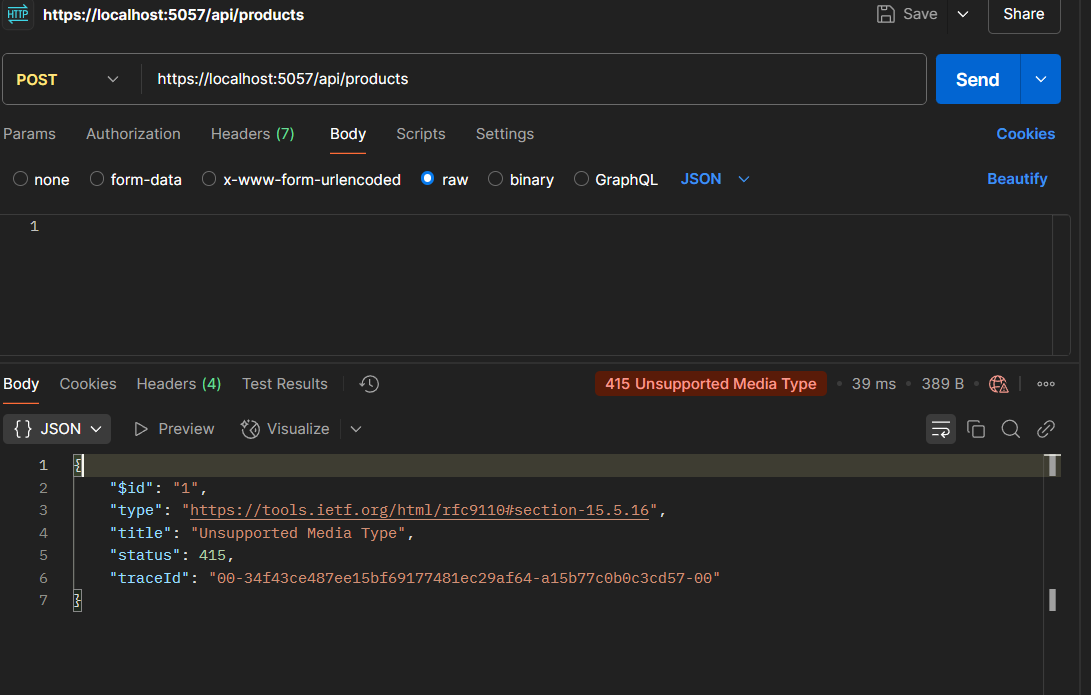 HTTP https://localhost:5057/api/products Save Share
POST https://localhost:5057/api/products Send
Params Authorization Headers (7) Body Scripts Settings Cookies
none form-data x-www-form-urlencoded raw binary GraphQL JSON Beautify
1
Body Cookies Headers (4) Test Results 415 Unsupported Media Type • 39 ms • 389 B •
{} JSON Preview Visualize
1 {
2 "$id": "1",
3 "type": "https://tools.ietf.org/html/rfc9110#section-15.5.16",
4 "title": "Unsupported Media Type",
5 "status": 415,
6 "traceId": "00-34f43ce487ee15bf69177481ec29af64-a15b77c0b0c3cd57-00"
7 }